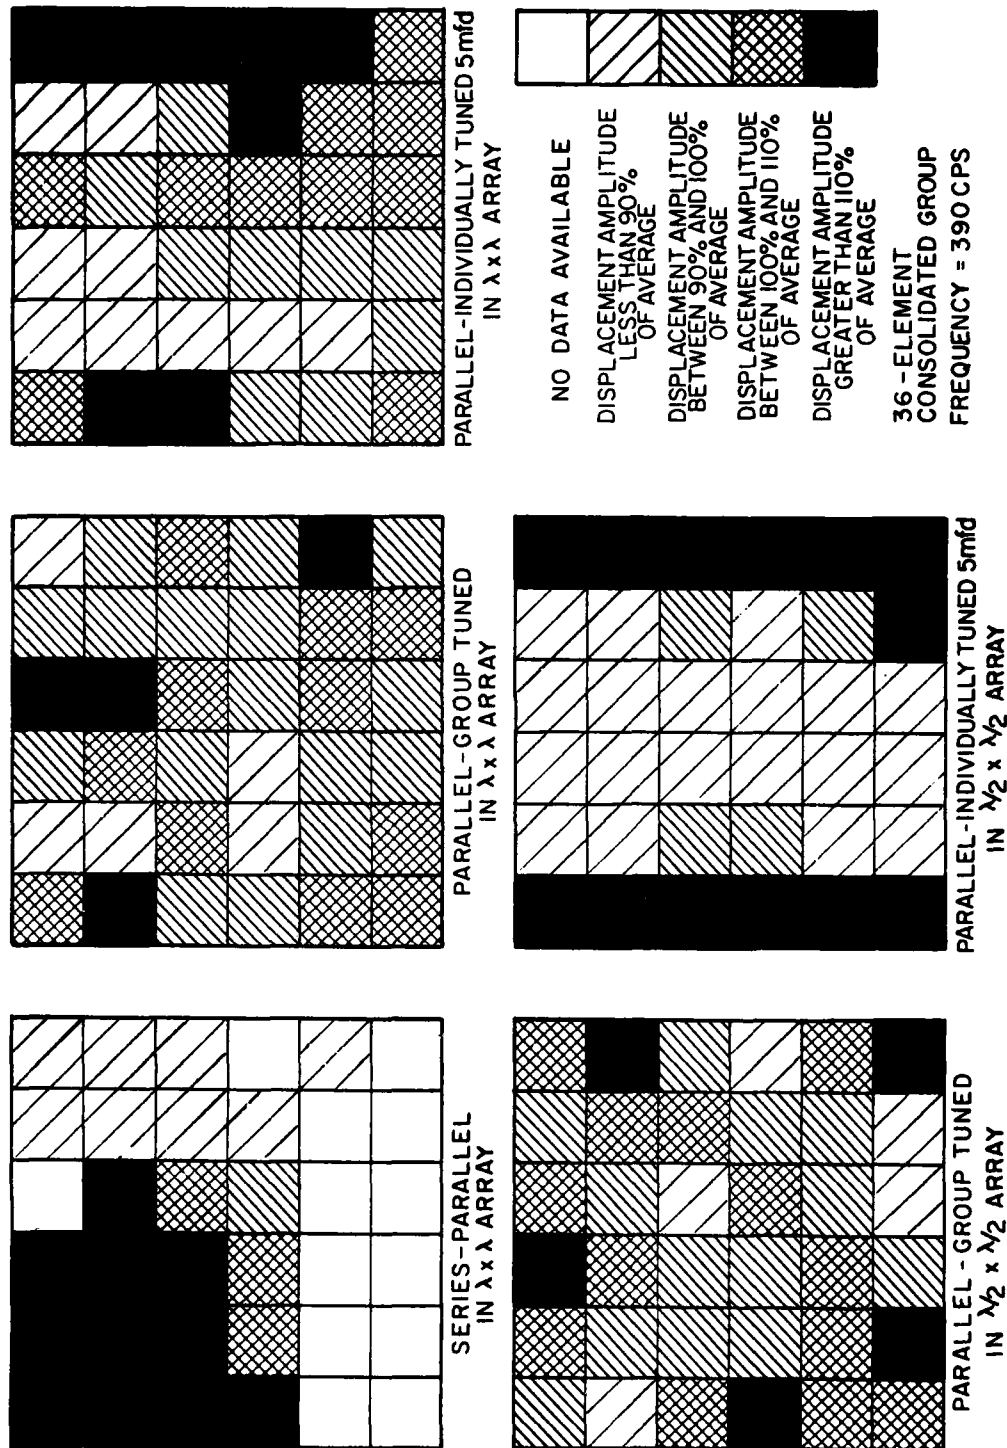 SERIES-PARALLEL
IN λ x λ ARRAY
PARALLEL-GROUP TUNED
IN λ x λ ARRAY
PARALLEL-INDIVIDUALLY TUNED 5mfd
IN λ x λ ARRAY
PARALLEL-GROUP TUNED
IN λ/2 x λ/2 ARRAY
PARALLEL-INDIVIDUALLY TUNED 5mfd
IN λ/2 x λ/2 ARRAY
NO DATA AVAILABLE
DISPLACEMENT AMPLITUDE
LESS THAN 90%
OF AVERAGE
DISPLACEMENT AMPLITUDE
BETWEEN 90% AND 100%
OF AVERAGE
DISPLACEMENT AMPLITUDE
BETWEEN 100% AND 110%
OF AVERAGE
DISPLACEMENT AMPLITUDE
GREATER THAN 110%
OF AVERAGE
36-ELEMENT
CONSOLIDATED GROUP
FREQUENCY = 390 CPS